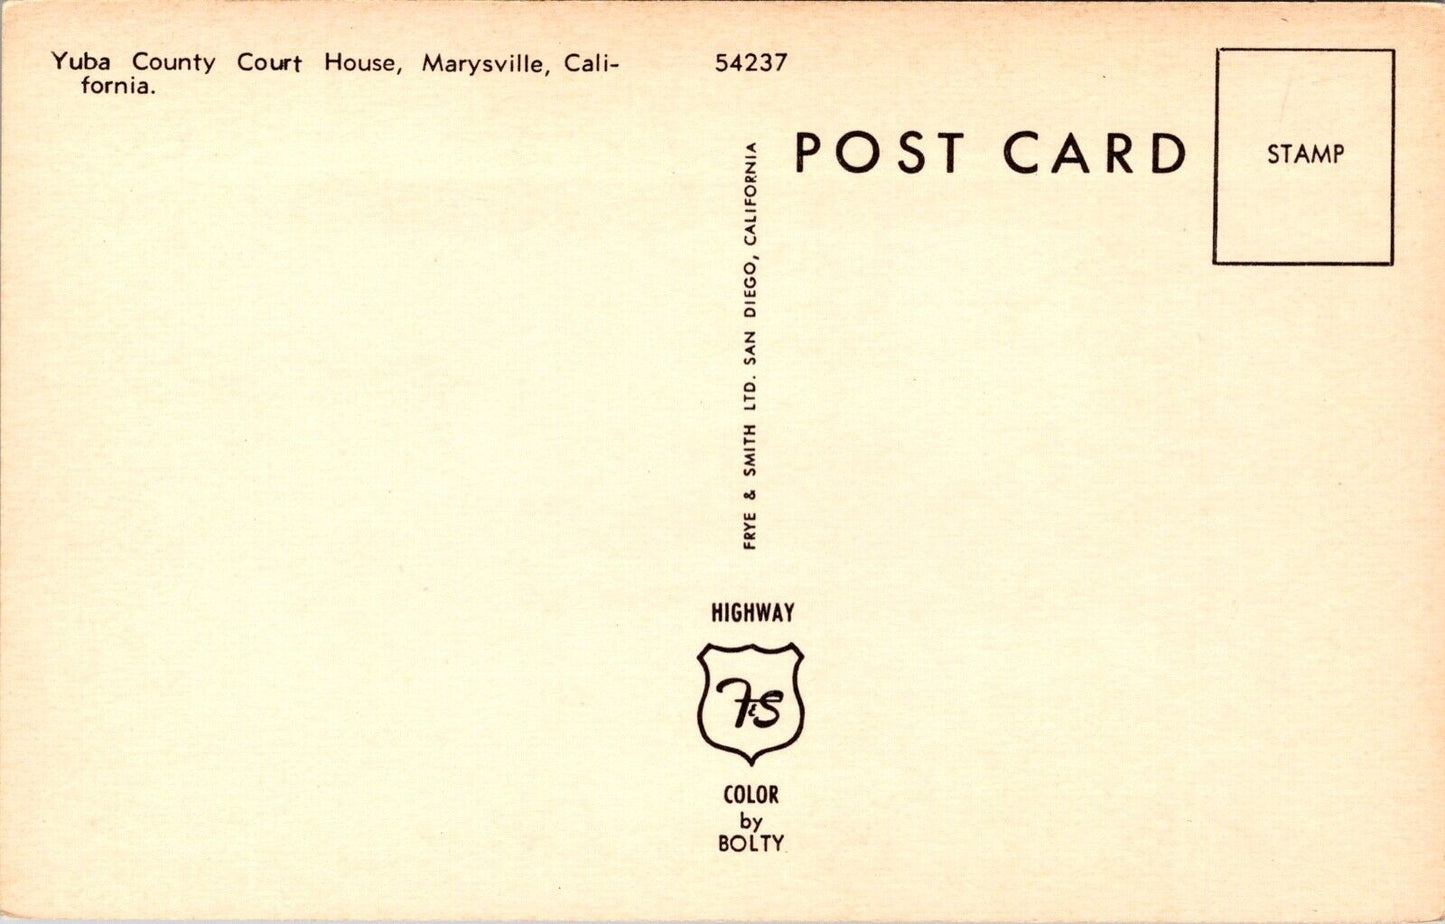 Yuba County Court House, Marysville, Cali-
fornia.
54237
POST CARD
STAMP
FRYE & SMITH LTD. SAN DIEGO, CALIFORNIA
HIGHWAY
F&S
COLOR
by
BOLTY